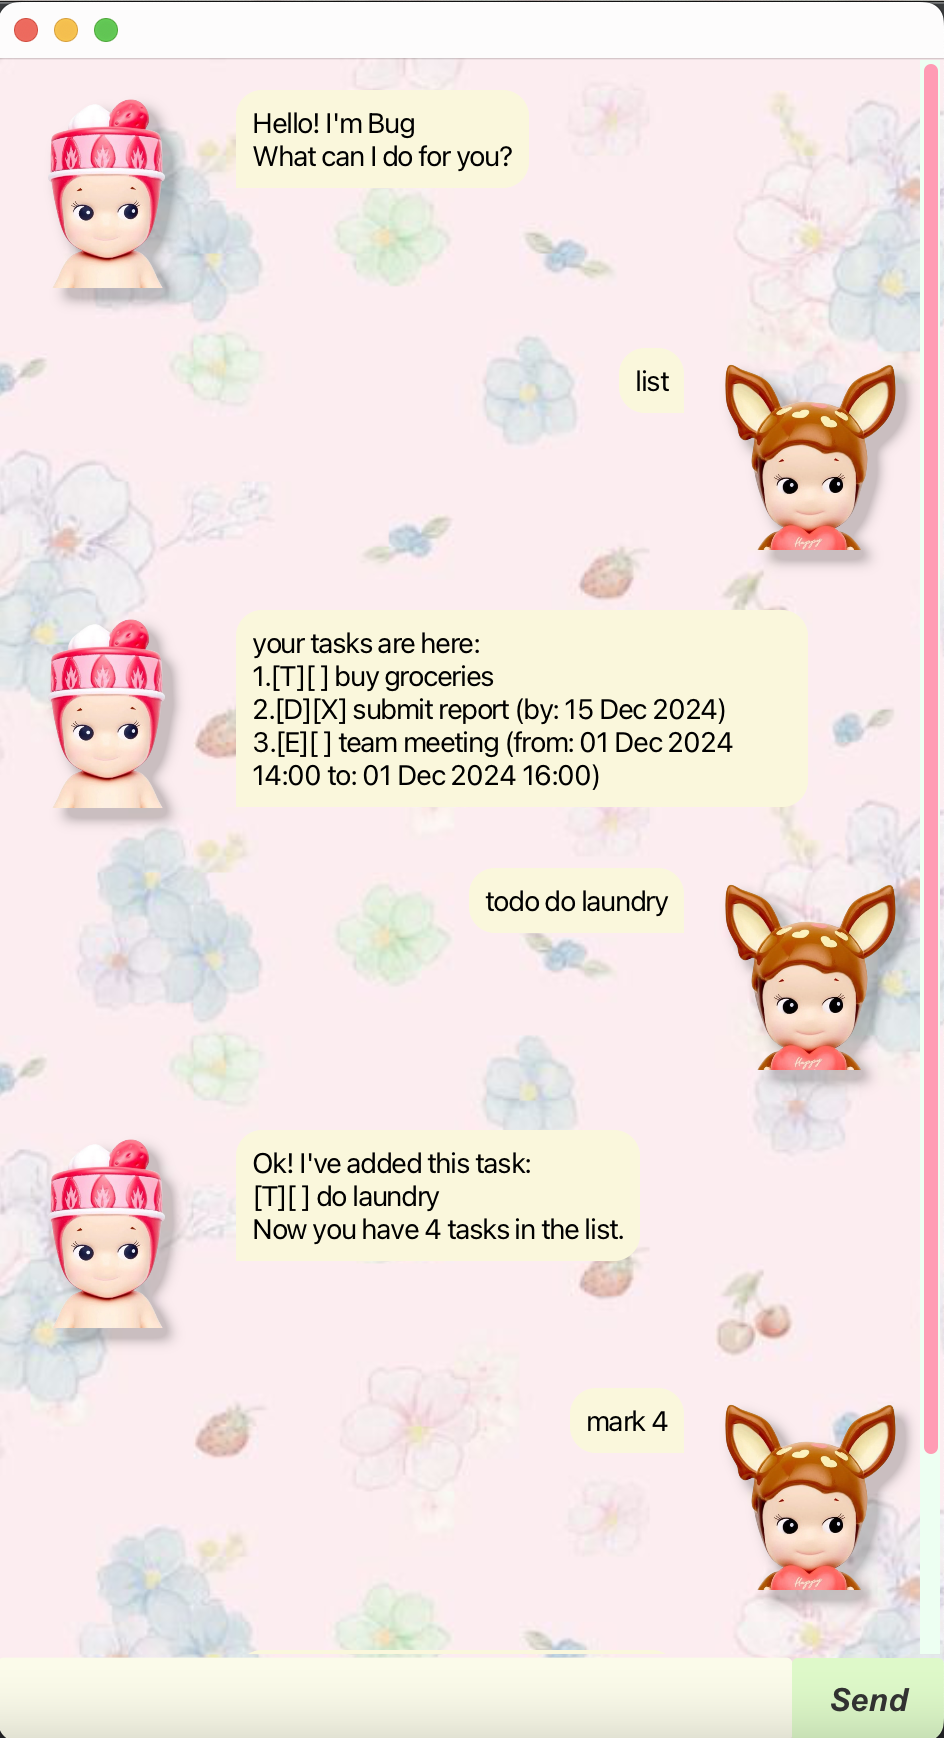 Hello! I'm Bug
What can I do for you?
list
your tasks are here:
1.[T][ ] buy groceries
2.[D][X] submit report (by: 15 Dec 2024)
3.[E][ ] team meeting (from: 01 Dec 2024
14:00 to: 01 Dec 2024 16:00)
todo do laundry
Ok! I've added this task:
[T][ ] do laundry
Now you have 4 tasks in the list.
mark 4
Send